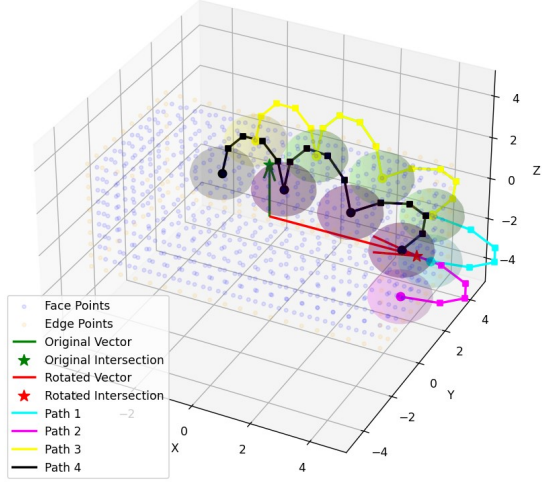 4
2
Z
0
−2
−4
4
2
Y
0
−2
−4
−2
0
2
4
X
Face Points
Edge Points
Original Vector
Original Intersection
Rotated Vector
Rotated Intersection
Path 1
Path 2
Path 3
Path 4